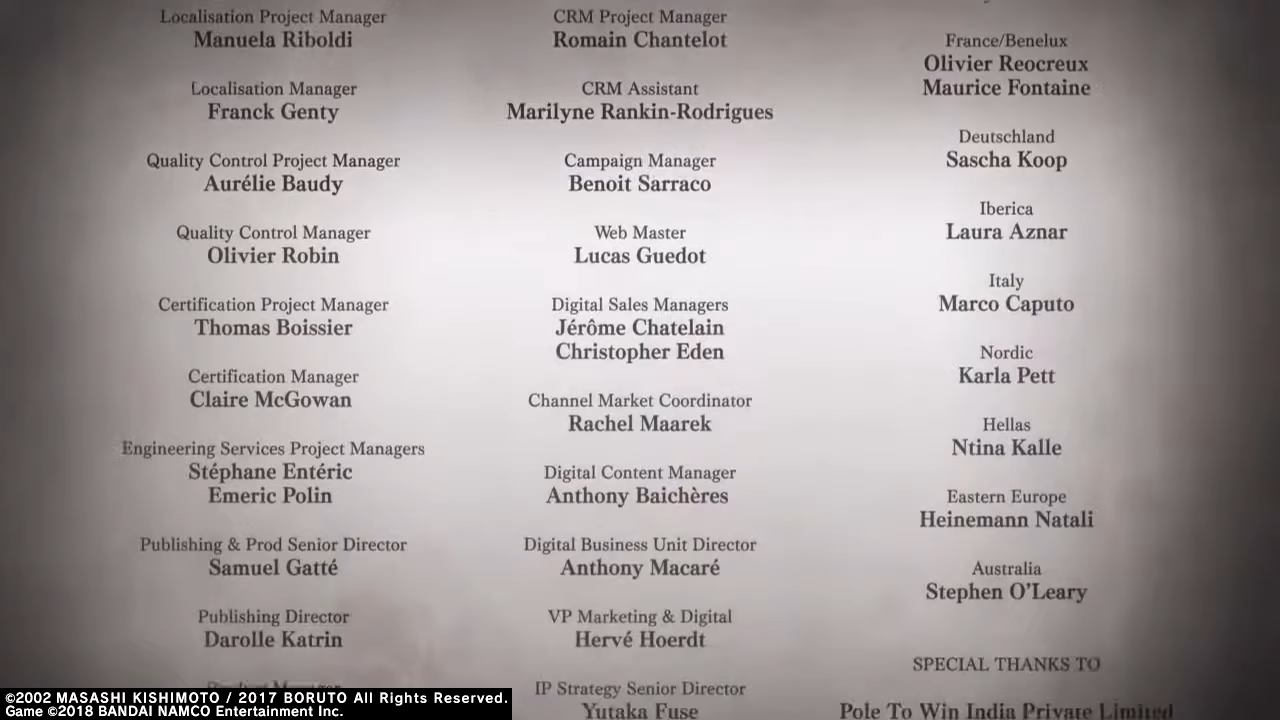 Localisation Project Manager
Manuela Riboldi
Localisation Manager
Franck Genty
Quality Control Project Manager
Aurélie Baudy
Quality Control Manager
Olivier Robin
Certification Project Manager
Thomas Boissier
Certification Manager
Claire McGowan
Engineering Services Project Managers
Stéphane Entéric
Emeric Polin
Publishing & Prod Senior Director
Samuel Gatté
Publishing Director
Darolle Katrin
CRM Project Manager
Romain Chantelot
CRM Assistant
Marilyne Rankin-Rodrigues
Campaign Manager
Benoit Sarraco
Web Master
Lucas Guedot
Digital Sales Managers
Jérôme Chatelain
Christopher Eden
Channel Market Coordinator
Rachel Maarek
Digital Content Manager
Anthony Baichères
Digital Business Unit Director
Anthony Macaré
VP Marketing & Digital
Hervé Hoerdt
IP Strategy Senior Director
Yutaka Fuse
France/Benelux
Olivier Reocreux
Maurice Fontaine
Deutschland
Sascha Koop
Iberica
Laura Aznar
Italy
Marco Caputo
Nordic
Karla Pett
Hellas
Ntina Kalle
Eastern Europe
Heinemann Natali
Australia
Stephen O'Leary
SPECIAL THANKS TO
Pole To Win India Private Limited
©2002 MASASHI KISHIMOTO / 2017 BORUTO All Rights Reserved.
Game ©2018 BANDAI NAMCO Entertainment Inc.